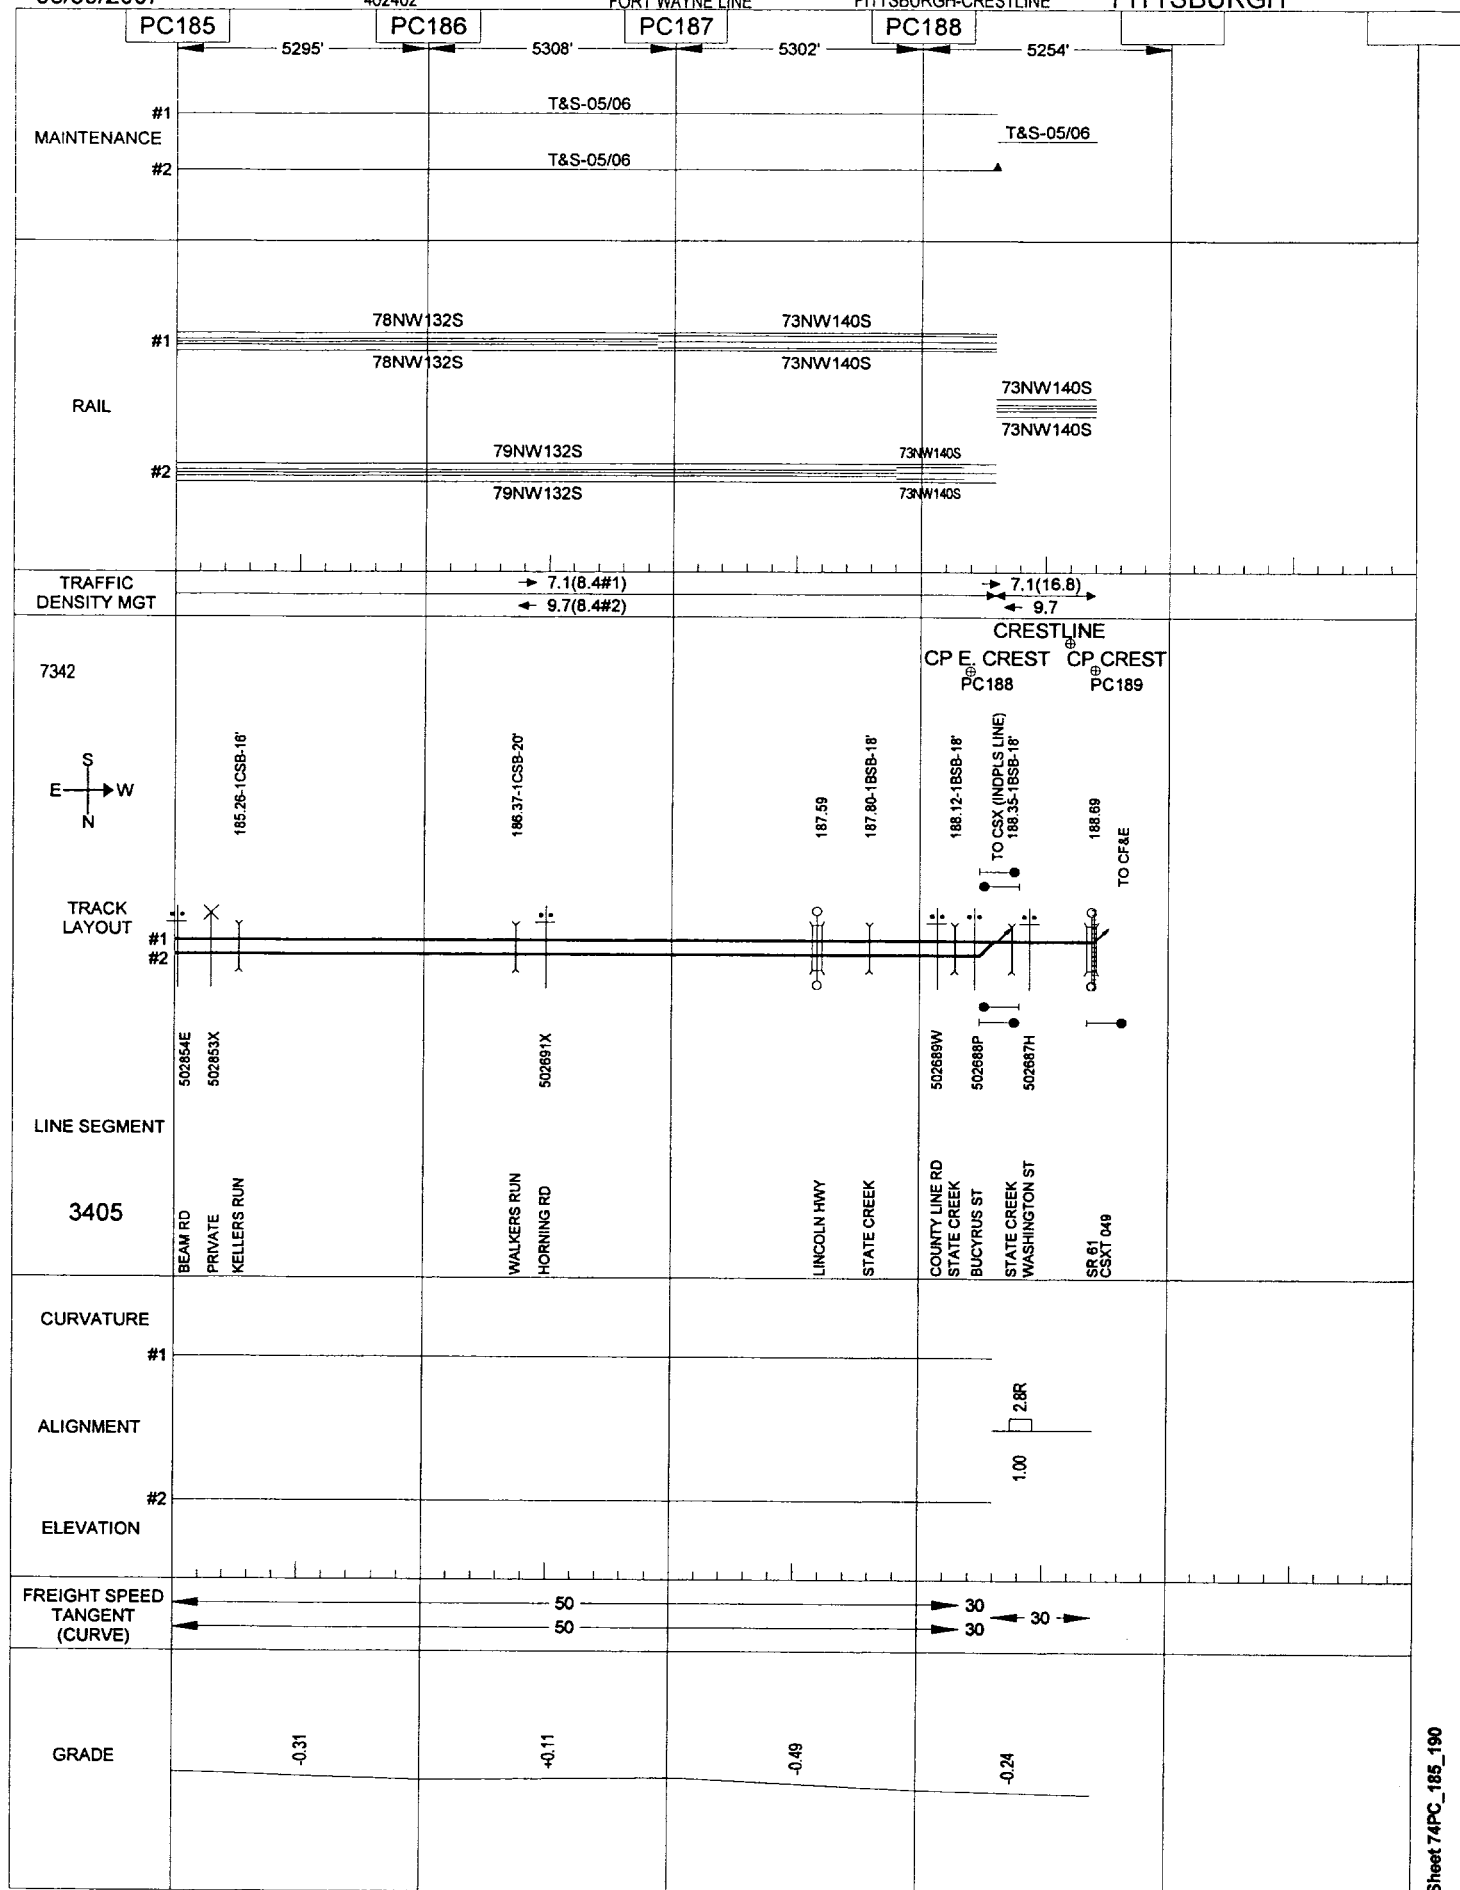 402402
FORT WAYNE LINE
PITTSBURGH-CRESTLINE
PITTSBURGH
PC185
PC186
PC187
PC188
5295'
5308'
5302'
5254'
MAINTENANCE
#1
T&S-05/06
T&S-05/06
#2
T&S-05/06
RAIL
#1
78NW132S
73NW140S
78NW132S
73NW140S
73NW140S
73NW140S
#2
79NW132S
73NW140S
79NW132S
73NW140S
TRAFFIC
DENSITY MGT
7.1(8.4#1)
9.7(8.4#2)
7.1(16.8)
9.7
CRESTLINE
CP E. CREST
CP CREST
PC188
PC189
7342
S
E
W
N
185.26-1CSB-16'
186.37-1CSB-20'
187.59
187.80-1BSB-18'
188.12-1BSB-18'
TO CSX (INDPLS LINE)
188.35-1BSB-18'
188.69
TO CF&E
TRACK
LAYOUT
#1
#2
502854E
502853X
502691X
502689W
502688P
502687H
LINE SEGMENT
3405
BEAM RD
PRIVATE
KELLERS RUN
WALKERS RUN
HORNING RD
LINCOLN HWY
STATE CREEK
COUNTY LINE RD
STATE CREEK
BUCYRUS ST
STATE CREEK
WASHINGTON ST
SR 61
CSXT 049
CURVATURE
#1
ALIGNMENT
2.8R
1.00
#2
ELEVATION
FREIGHT SPEED
TANGENT
(CURVE)
50
30
30
50
30
GRADE
-0.31
+0.11
-0.49
-0.24
Sheet 74PC_185_190